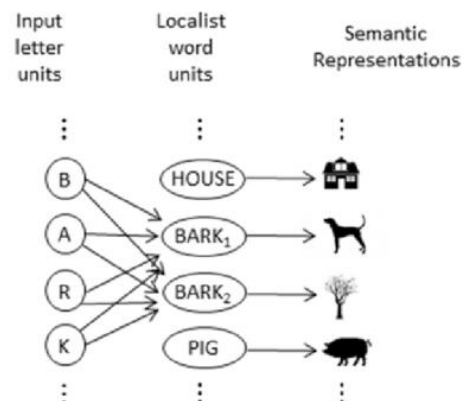 Input
letter
units
Localist
word
units
Semantic
Representations
B
A
R
K
HOUSE
BARK₁
BARK₂
PIG